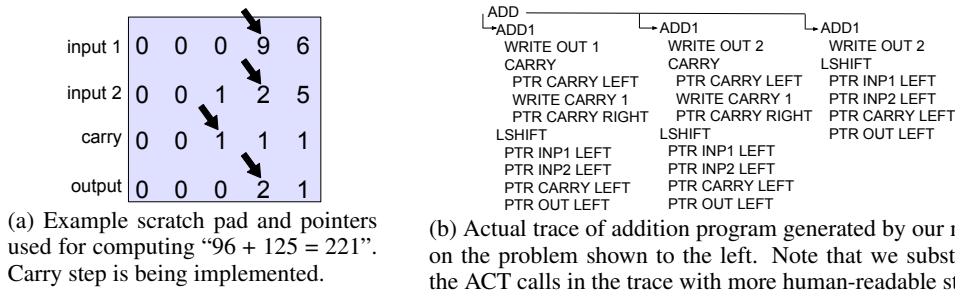 input 1 0 0 0 9 6
input 2 0 0 1 2 5
carry 0 0 1 1 1
output 0 0 0 2 1
(a) Example scratch pad and pointers
used for computing “96 + 125 = 221”.
Carry step is being implemented.
ADD
ADD1
WRITE OUT 1
CARRY
PTR CARRY LEFT
WRITE CARRY 1
PTR CARRY RIGHT
LSHIFT
PTR INP1 LEFT
PTR INP2 LEFT
PTR CARRY LEFT
PTR OUT LEFT
ADD1
WRITE OUT 2
CARRY
PTR CARRY LEFT
WRITE CARRY 1
PTR CARRY RIGHT
LSHIFT
PTR INP1 LEFT
PTR INP2 LEFT
PTR CARRY LEFT
PTR OUT LEFT
ADD1
WRITE OUT 2
LSHIFT
PTR INP1 LEFT
PTR INP2 LEFT
PTR CARRY LEFT
PTR OUT LEFT
(b) Actual trace of addition program generated by our
on the problem shown to the left. Note that we subst
the ACT calls in the trace with more human-readable st